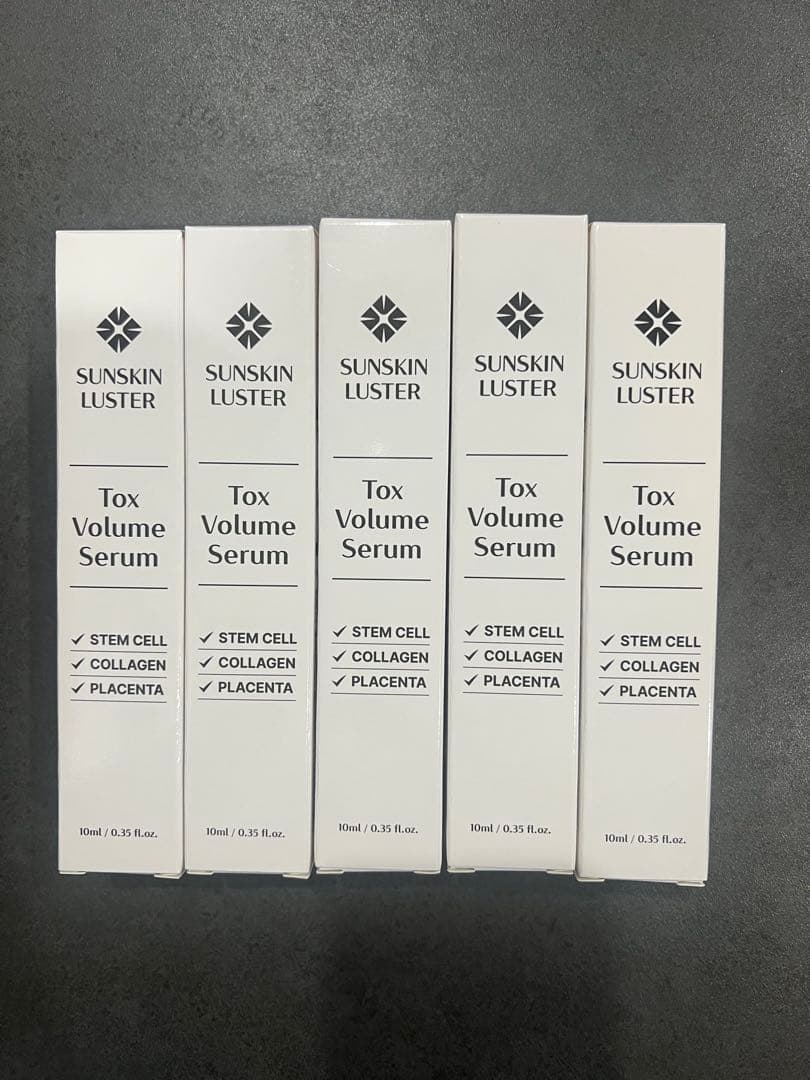 SUNSKIN
LUSTER
Tox
Volume
Serum
✓ STEM CELL
✓ COLLAGEN
✓ PLACENTA
10ml / 0.35 fl.oz.
SUNSKIN
LUSTER
Tox
Volume
Serum
✓ STEM CELL
✓ COLLAGEN
✓ PLACENTA
10ml / 0.35 fl.oz.
SUNSKIN
LUSTER
Tox
Volume
Serum
✓ STEM CELL
✓ COLLAGEN
✓ PLACENTA
10ml / 0.35 fl.oz.
SUNSKIN
LUSTER
Tox
Volume
Serum
✓ STEM CELL
✓ COLLAGEN
✓ PLACENTA
10ml / 0.35 fl.oz.
SUNSKIN
LUSTER
Tox
Volume
Serum
✓ STEM CELL
✓ COLLAGEN
✓ PLACENTA
10ml / 0.35 fl.oz.